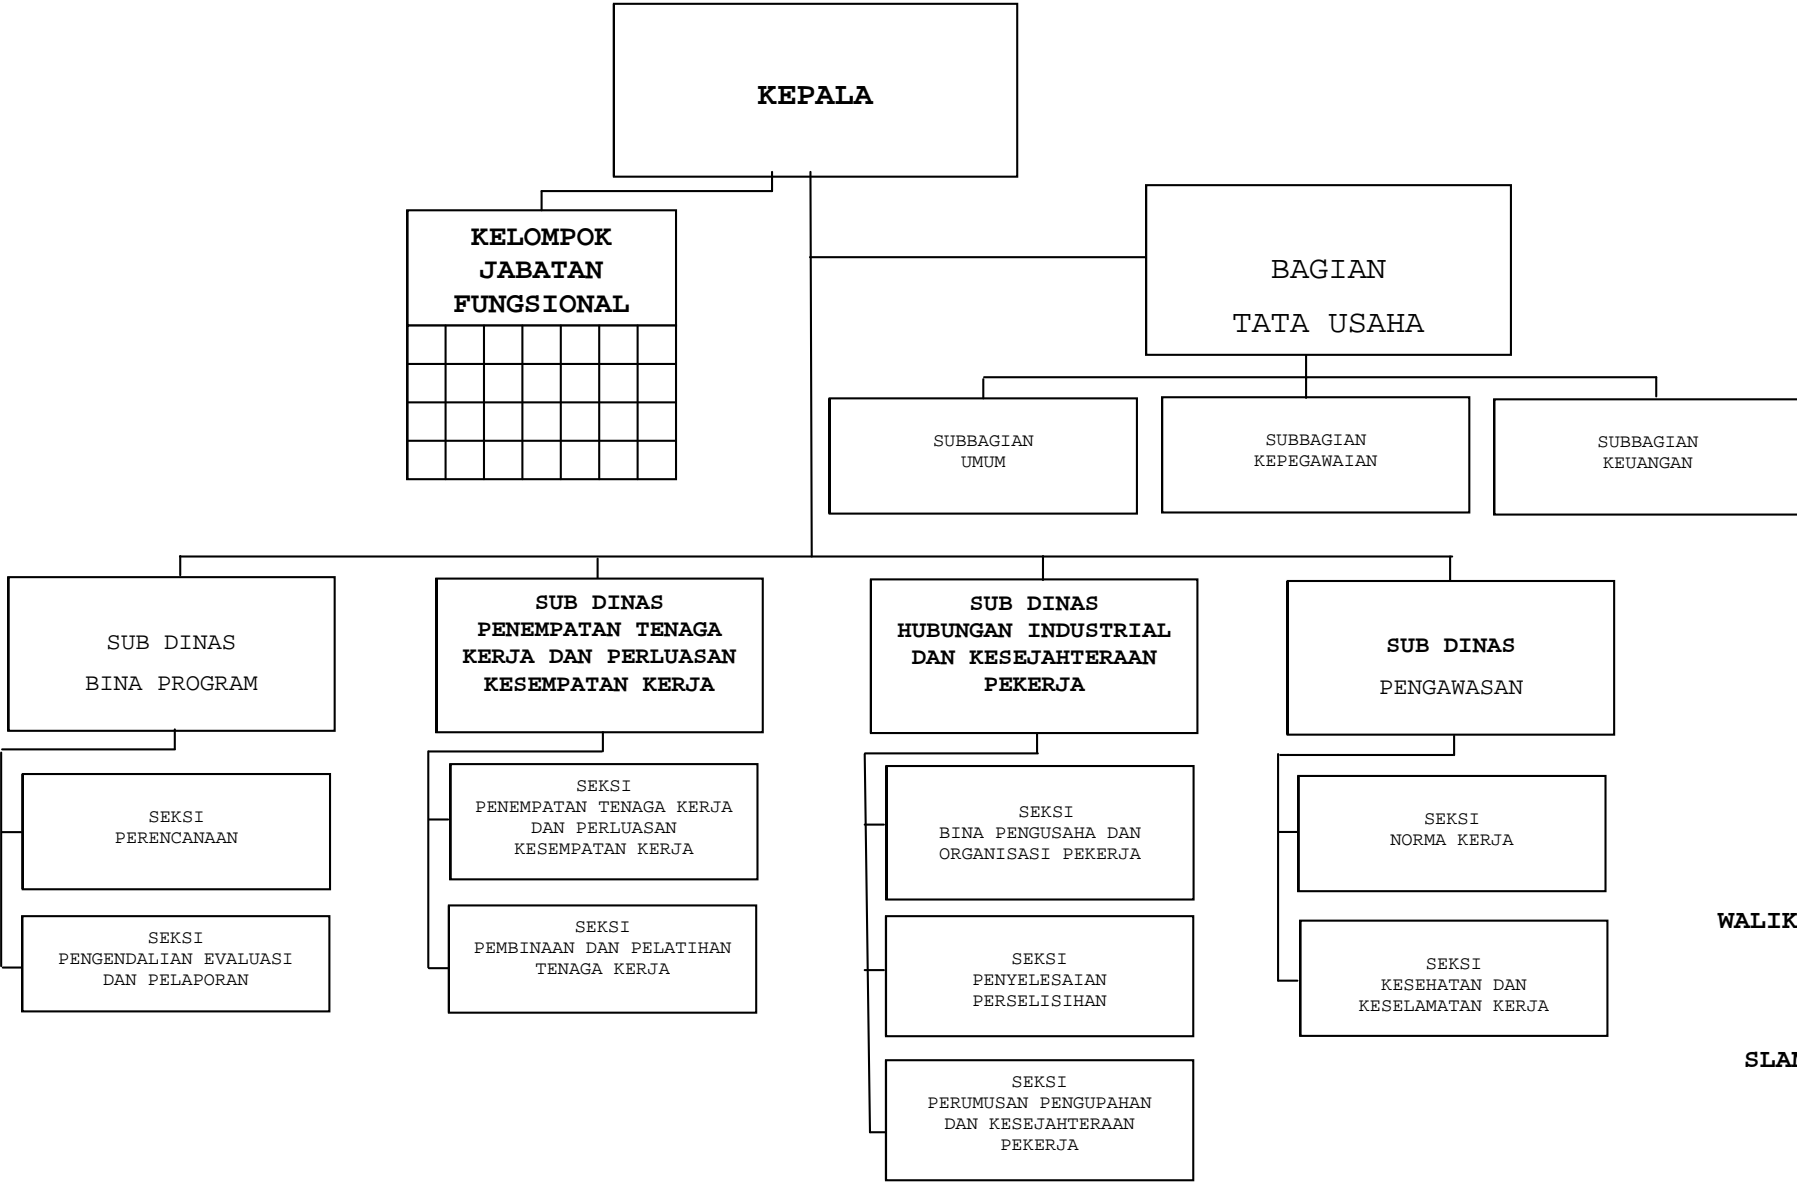 KEPALA
KELOMPOK
JABATAN
FUNGSIONAL
BAGIAN
TATA USAHA
SUBBAGIAN
UMUM
SUBBAGIAN
KEPEGAWAIAN
SUBBAGIAN
KEUANGAN
SUB DINAS
BINA PROGRAM
SUB DINAS
PENEMPATAN TENAGA
KERJA DAN PERLUASAN
KESEMPATAN KERJA
SUB DINAS
HUBUNGAN INDUSTRIAL
DAN KESEJAHTERAAN
PEKERJA
SUB DINAS
PENGAWASAN
SEKSI
PERENCANAAN
SEKSI
PENGENDALIAN EVALUASI
DAN PELAPORAN
SEKSI
PENEMPATAN TENAGA KERJA
DAN PERLUASAN
KESEMPATAN KERJA
SEKSI
PEMBINAAN DAN PELATIHAN
TENAGA KERJA
SEKSI
BINA PENGUSAHA DAN
ORGANISASI PEKERJA
SEKSI
PENYELESAIAN
PERSELISIHAN
SEKSI
PERUMUSAN PENGUPAHAN
DAN KESEJAHTERAAN
PEKERJA
SEKSI
NORMA KERJA
SEKSI
KESEHATAN DAN
KESELAMATAN KERJA
WALIK